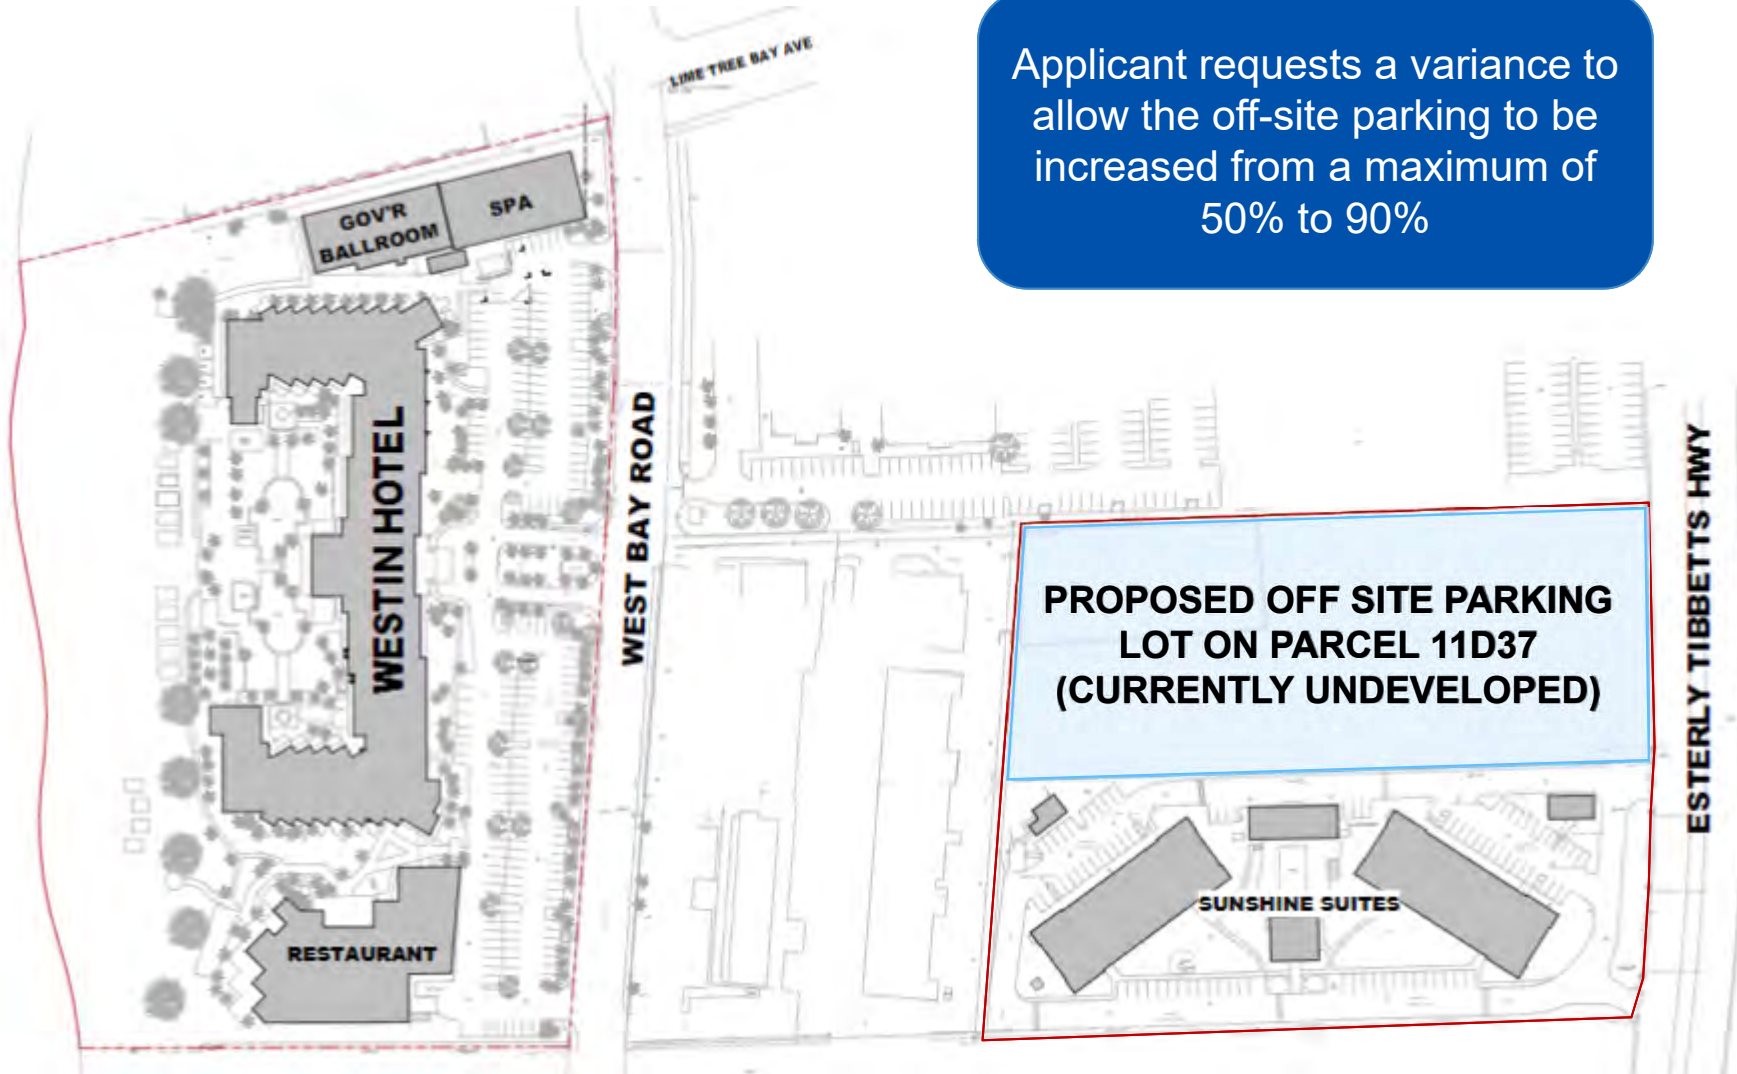 Applicant requests a variance to
allow the off-site parking to be
increased from a maximum of
50% to 90%
LIME TREE BAY AVE
GOV'R
BALLROOM
SPA
WESTIN HOTEL
WEST BAY ROAD
PROPOSED OFF SITE PARKING
LOT ON PARCEL 11D37
(CURRENTLY UNDEVELOPED)
ESTERLY TIBBETTS HWY
SUNSHINE SUITES
RESTAURANT